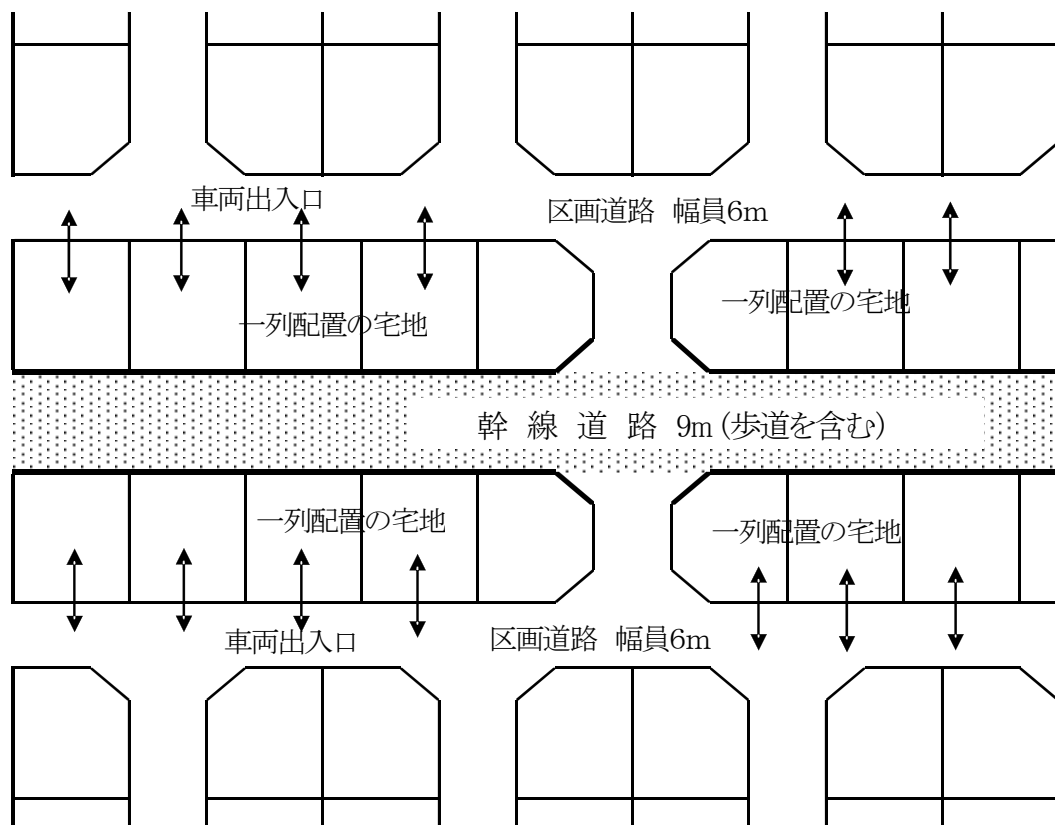 車両出入口
区画道路 幅員6m
一列配置の宅地
一列配置の宅地
幹 線 道 路 9m (歩道を含む)
一列配置の宅地
一列配置の宅地
車両出入口
区画道路 幅員6m